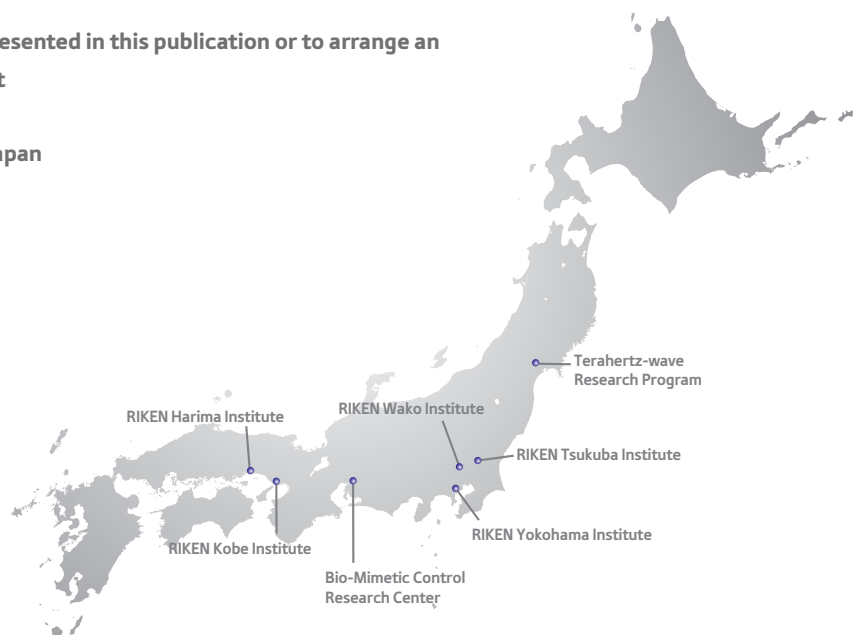 esented in this publication or to arrange an
t
apan
Terahertz-wave
Research Program
RIKEN Harima Institute
RIKEN Wako Institute
RIKEN Tsukuba Institute
RIKEN Yokohama Institute
RIKEN Kobe Institute
Bio-Mimetic Control
Research Center